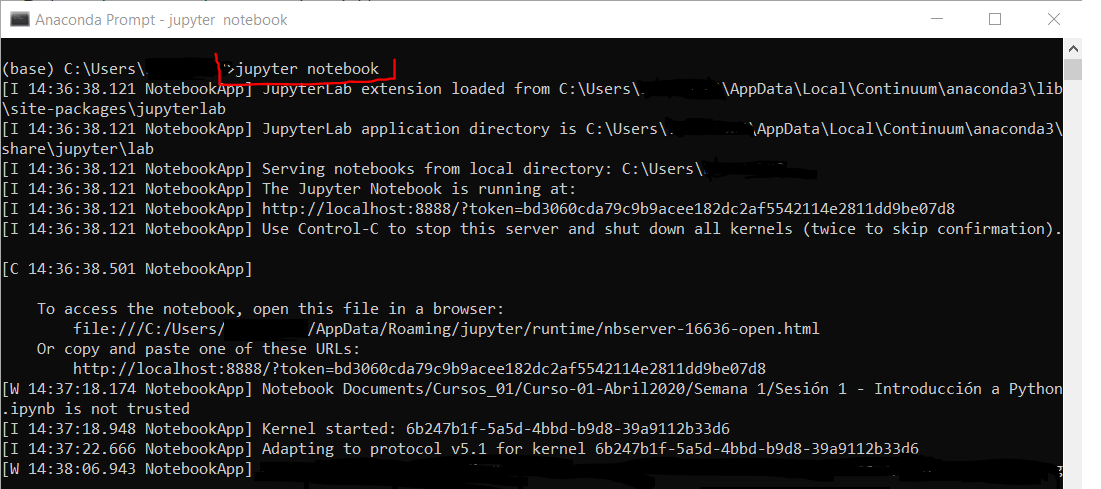 Anaconda Prompt - jupyter  notebook
(base) C:\Users\ >jupyter notebook
[I 14:36:38.121 NotebookApp] JupyterLab extension loaded from C:\Users\ \AppData\Local\Continuum\anaconda3\lib
\site-packages\jupyterlab
[I 14:36:38.121 NotebookApp] JupyterLab application directory is C:\Users\ \AppData\Local\Continuum\anaconda3\
share\jupyter\lab
[I 14:36:38.121 NotebookApp] Serving notebooks from local directory: C:\Users\
[I 14:36:38.121 NotebookApp] The Jupyter Notebook is running at:
[I 14:36:38.121 NotebookApp] http://localhost:8888/?token=bd3060cda79c9b9acee182dc2af5542114e2811dd9be07d8
[I 14:36:38.121 NotebookApp] Use Control-C to stop this server and shut down all kernels (twice to skip confirmation).
[C 14:36:38.501 NotebookApp]
To access the notebook, open this file in a browser:
file:///C:/Users/ /AppData/Roaming/jupyter/runtime/nbserver-16636-open.html
Or copy and paste one of these URLs:
http://localhost:8888/?token=bd3060cda79c9b9acee182dc2af5542114e2811dd9be07d8
[W 14:37:18.174 NotebookApp] Notebook Documents/Cursos_01/Curso-01-Abril2020/Semana 1/Sesión 1 - Introducción a Python
.ipynb is not trusted
[I 14:37:18.948 NotebookApp] Kernel started: 6b247b1f-5a5d-4bbd-b9d8-39a9112b33d6
[I 14:37:22.666 NotebookApp] Adapting to protocol v5.1 for kernel 6b247b1f-5a5d-4bbd-b9d8-39a9112b33d6
[W 14:38:06.943 NotebookApp]